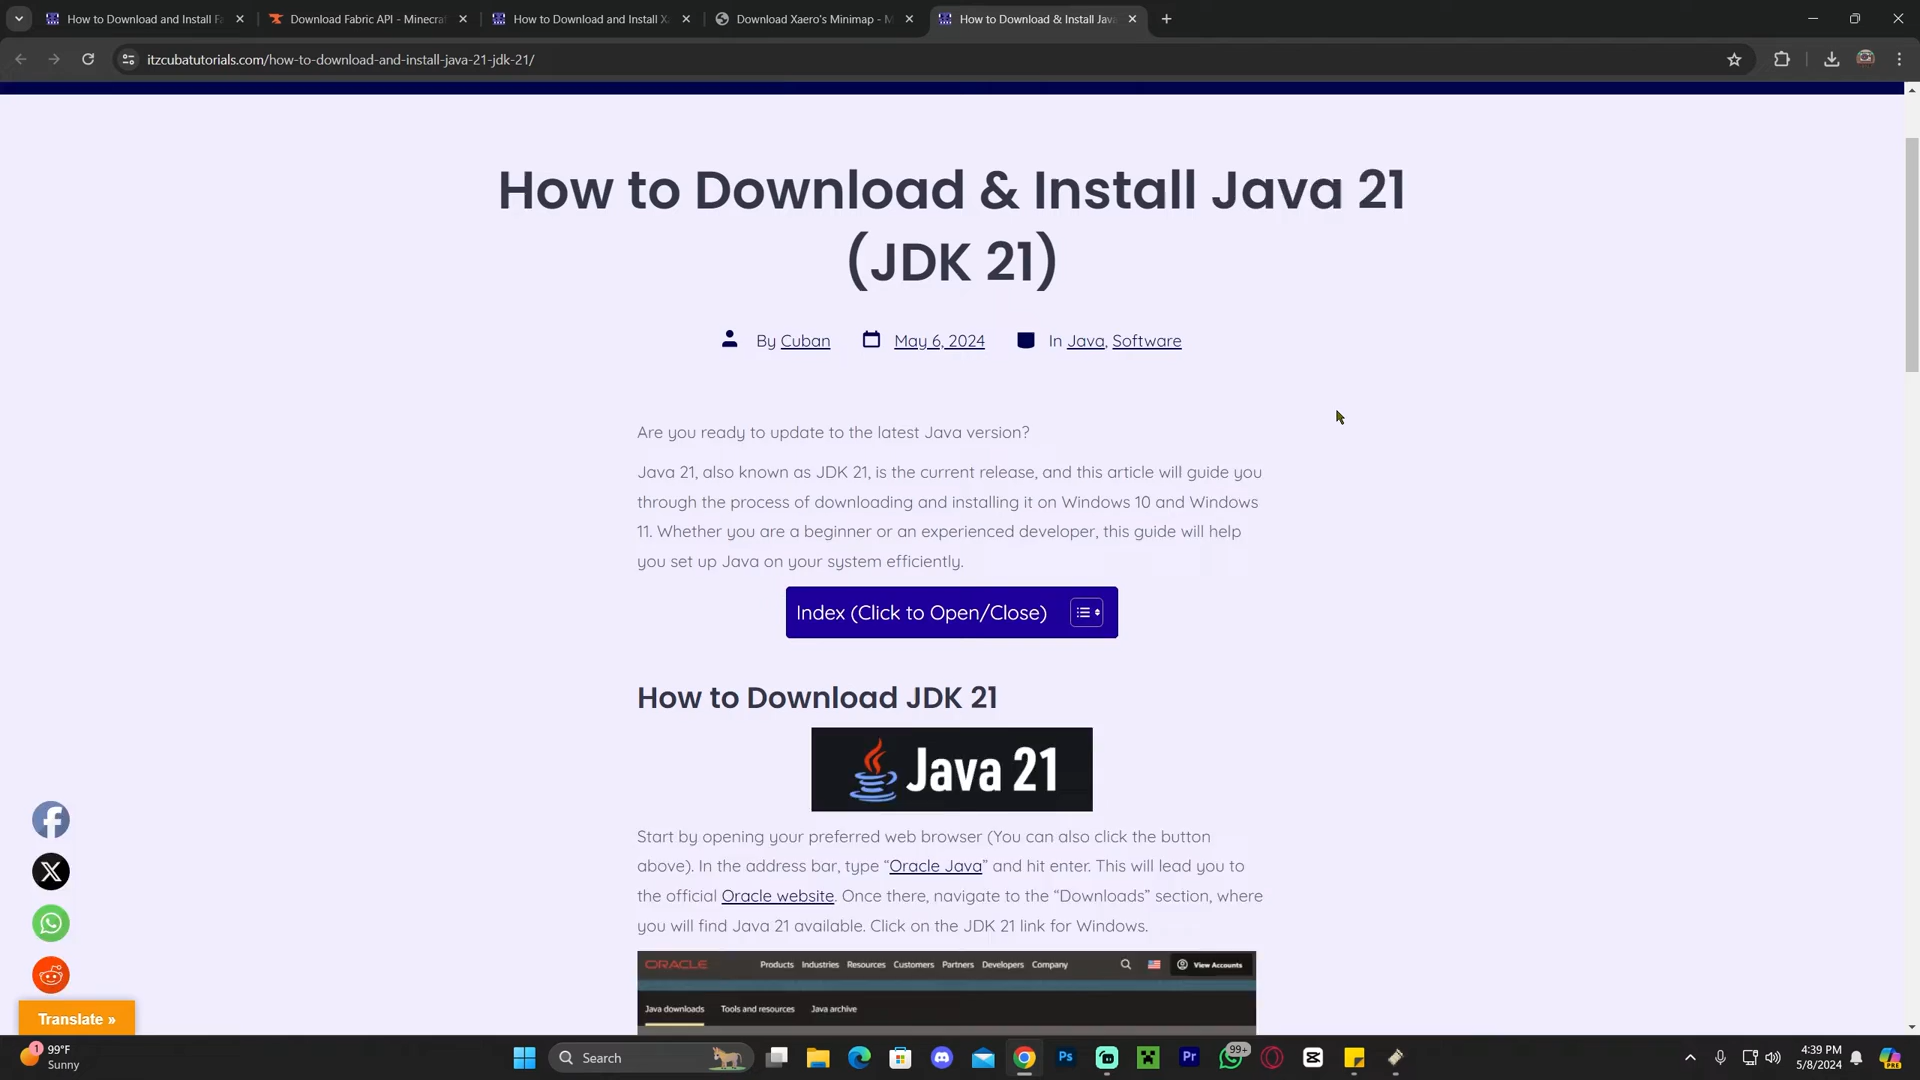 How to Download and Install Fa
Download Fabric API - Minecra
How to Download and Install X
Download Xaero's Minimap - M
How to Download & Install Java
itzcubatutorials.com/how-to-download-and-install-java-21-jdk-21/
How to Download & Install Java 21
(JDK 21)
By Cuban
May 6, 2024
In Java, Software
Are you ready to update to the latest Java version?
Java 21, also known as JDK 21, is the current release, and this article will guide you
through the process of downloading and installing it on Windows 10 and Windows
11. Whether you are a beginner or an experienced developer, this guide will help
you set up Java on your system efficiently.
Index (Click to Open/Close)
How to Download JDK 21
Java 21
Start by opening your preferred web browser (You can also click the button
above). In the address bar, type “Oracle Java” and hit enter. This will lead you to
the official Oracle website. Once there, navigate to the “Downloads” section, where
you will find Java 21 available. Click on the JDK 21 link for Windows.
ORACLE Products Industries Resources Customers Partners Developers Company View Accounts
Java downloads Tools and resources Java archive
Translate »
1
99°F
Sunny
Search
Ps
Pr
99+
4:39 PM
5/8/2024
PRE